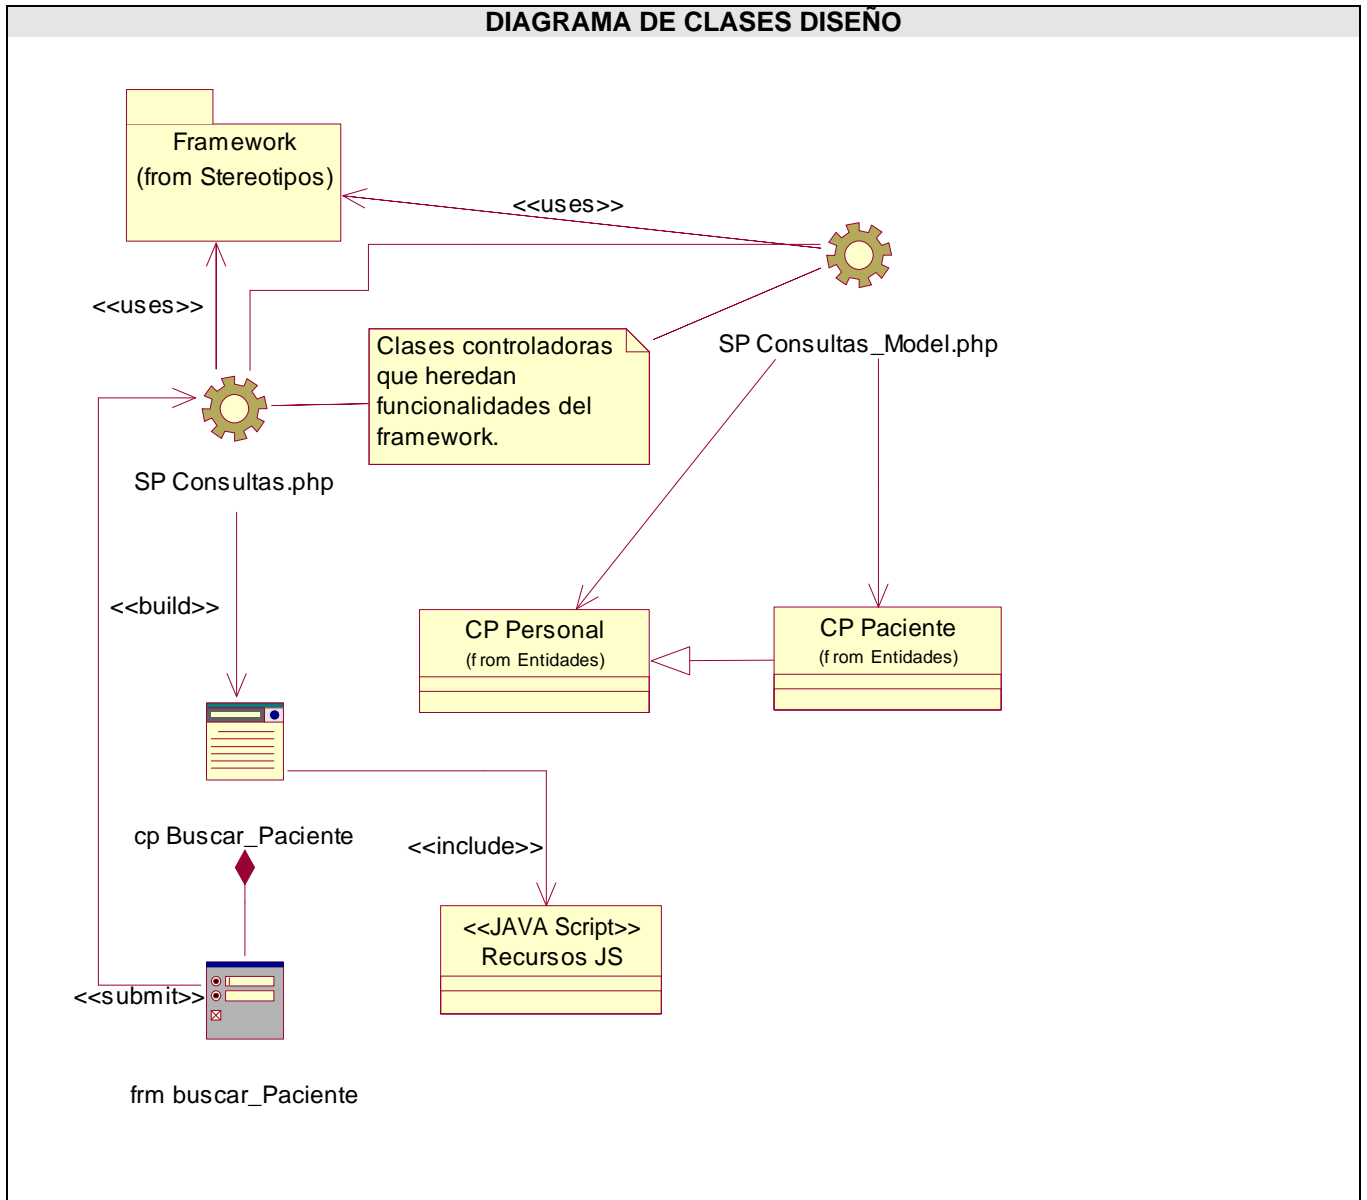 DIAGRAMA DE CLASES DISEÑO
Framework
(from Stereotipos)
<<uses>>
<<uses>>
Clases controladoras
que heredan
funcionalidades del
framework.
SP Consultas_Model.php
SP Consultas.php
<<build>>
CP Personal
(from Entidades)
CP Paciente
(from Entidades)
cp Buscar_Paciente
<<include>>
<<JAVA Script>>
Recursos JS
<<submit>>
frm buscar_Paciente